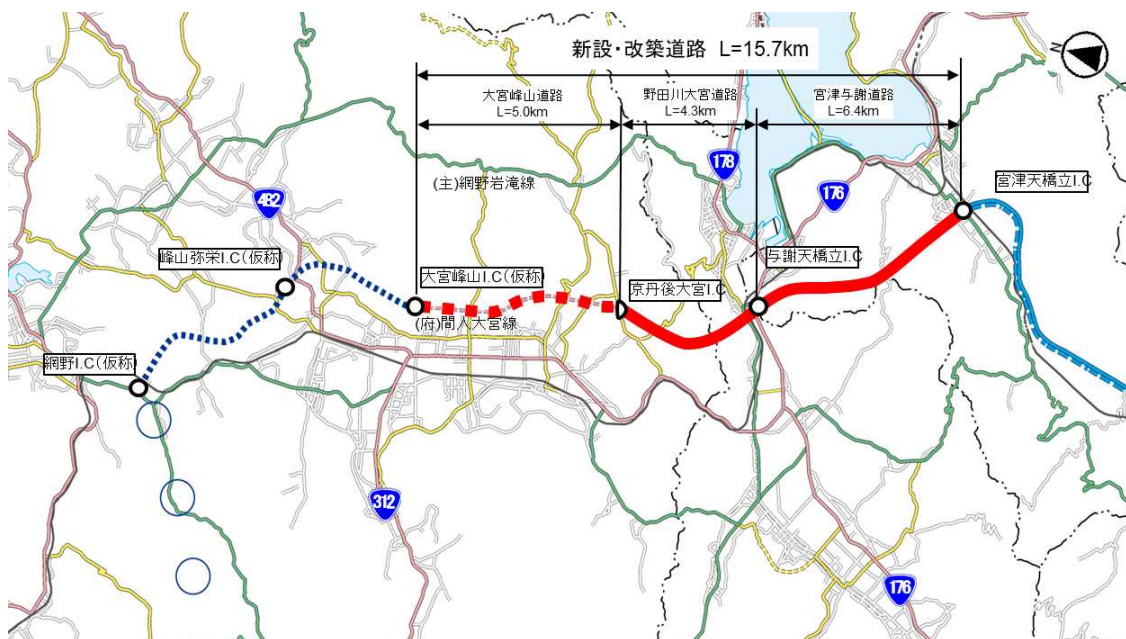 新設・改築道路 L=15.7km
N
大宮峰山道路
L=5.0km
野田川大宮道路
L=4.3km
宮津与謝道路
L=6.4km
178
176
宮津天橋立I.C
(主)網野岩滝線
482
峰山弥栄I.C(仮称)
大宮峰山I.C(仮称)
京丹後大宮I.C
与謝天橋立I.C
(府)間人大宮線
網野I.C(仮称)
312
176